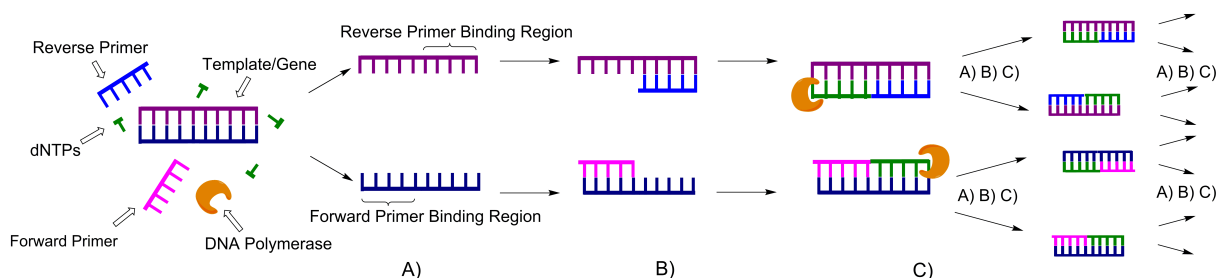 Reverse Primer
Template/Gene
dNTPs
Forward Primer
DNA Polymerase
Reverse Primer Binding Region
Forward Primer Binding Region
A)
B)
C)
A) B) C)
A) B) C)
A) B) C)
A) B) C)